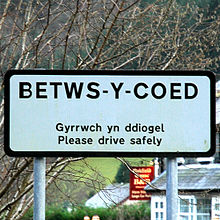 BETWS-Y-COED
Gyrrwch yn ddiogel
Please drive safely